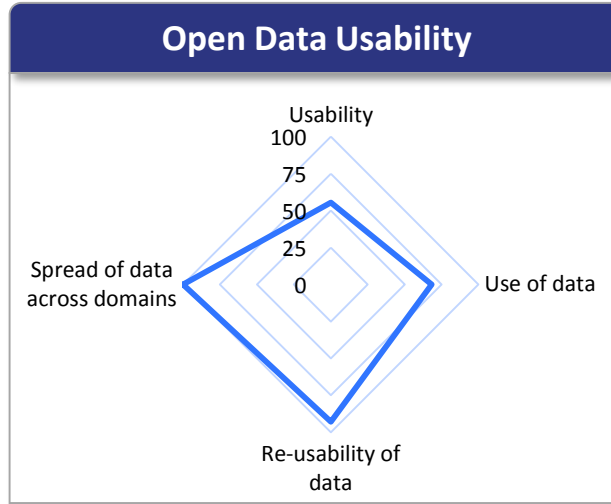 Open Data Usability
Usability
100
75
50
25
0
Spread of data
across domains
Use of data
Re-usability of
data